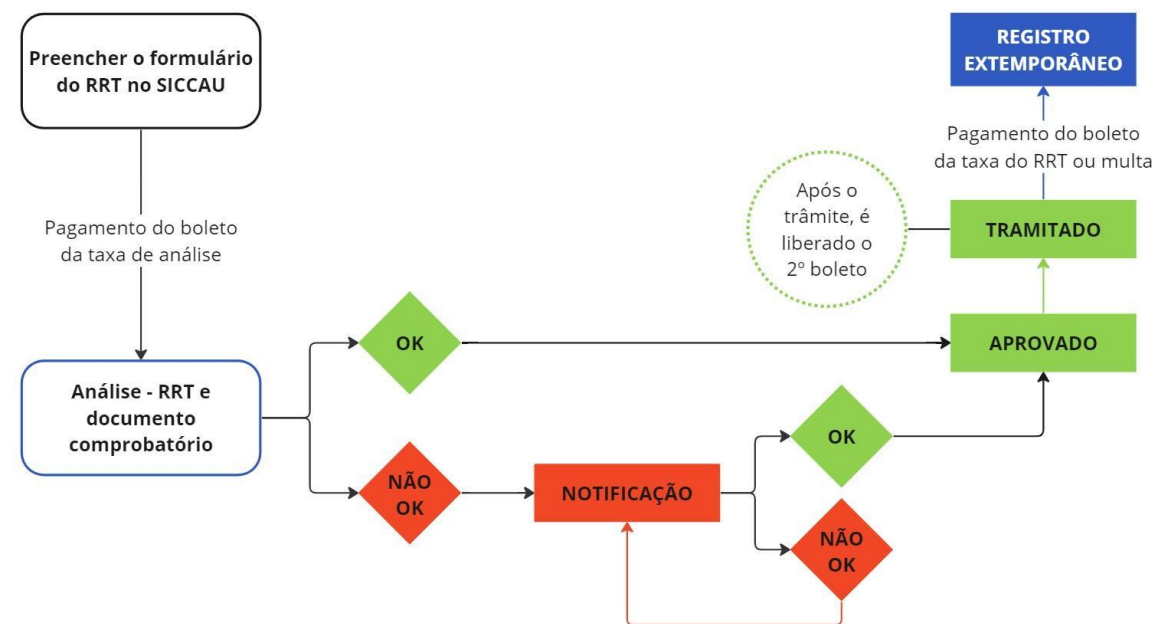 Preencher o formulário
do RRT no SICCAU
Pagamento do boleto
da taxa de análise
Análise - RRT e
documento
comprobatório
OK
NÃO
OK
NOTIFICAÇÃO
OK
NÃO
OK
APROVADO
TRAMITADO
Após o
trâmite, é
liberado o
2º boleto
Pagamento do boleto
da taxa do RRT ou multa
REGISTRO
EXTEMPORÂNEO